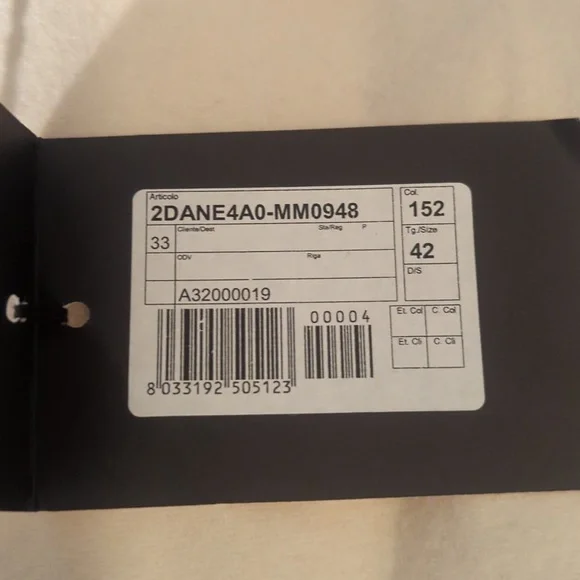 Articolo
2DANE4A0-MM0948
Col.
152
33
Cliente/Dest
Sta/Rag P
Tg./Size
42
ODV
Riga
D/S
A32000019
00004
Et. Col
C. Col
Et. Cli
C. Cli
8 033192 505123